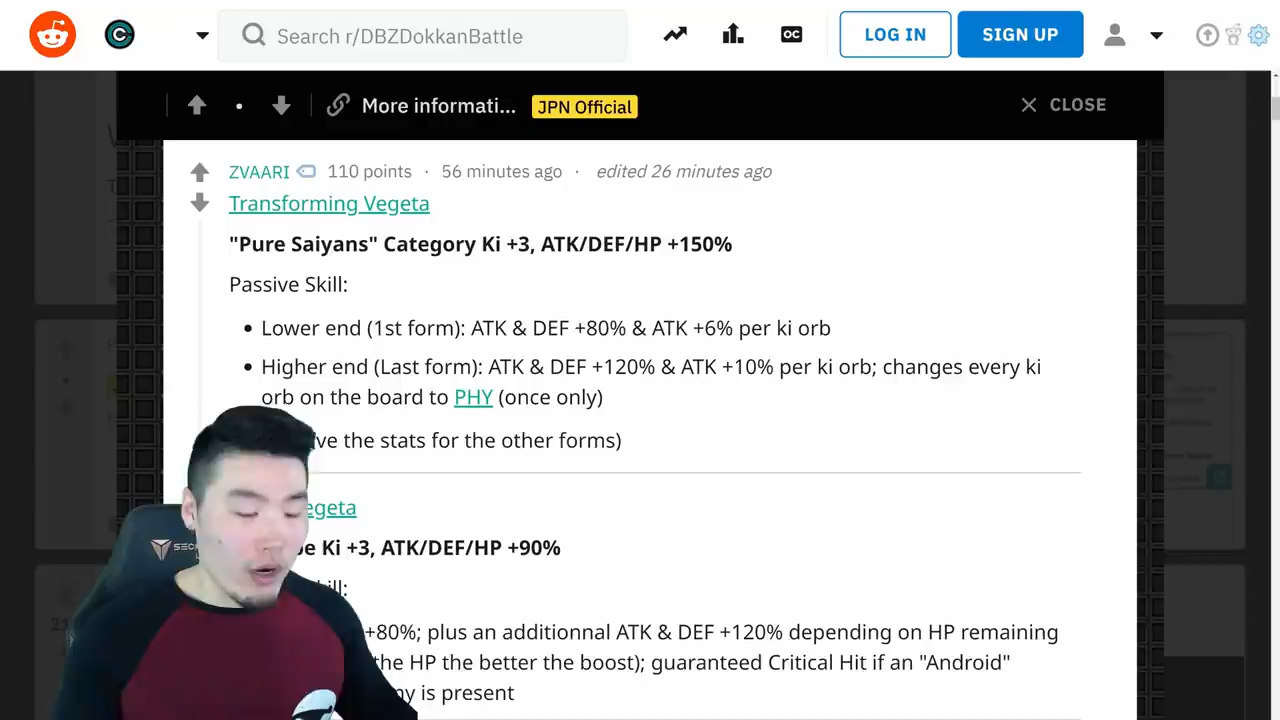 Search r/DBZDokkanBattle
OC
LOG IN
SIGN UP
More informati...
JPN Official
CLOSE
ZVAARI 110 points · 56 minutes ago · edited 26 minutes ago
Transforming Vegeta
"Pure Saiyans" Category Ki +3, ATK/DEF/HP +150%
Passive Skill:
• Lower end (1st form): ATK & DEF +80% & ATK +6% per ki orb
• Higher end (Last form): ATK & DEF +120% & ATK +10% per ki orb; changes every ki
orb on the board to PHY (once only)
the stats for the other forms)
Ki +3, ATK/DEF/HP +90%
+80%; plus an additionnal ATK & DEF +120% depending on HP remaining
the HP the better the boost); guaranteed Critical Hit if an "Android"
is present